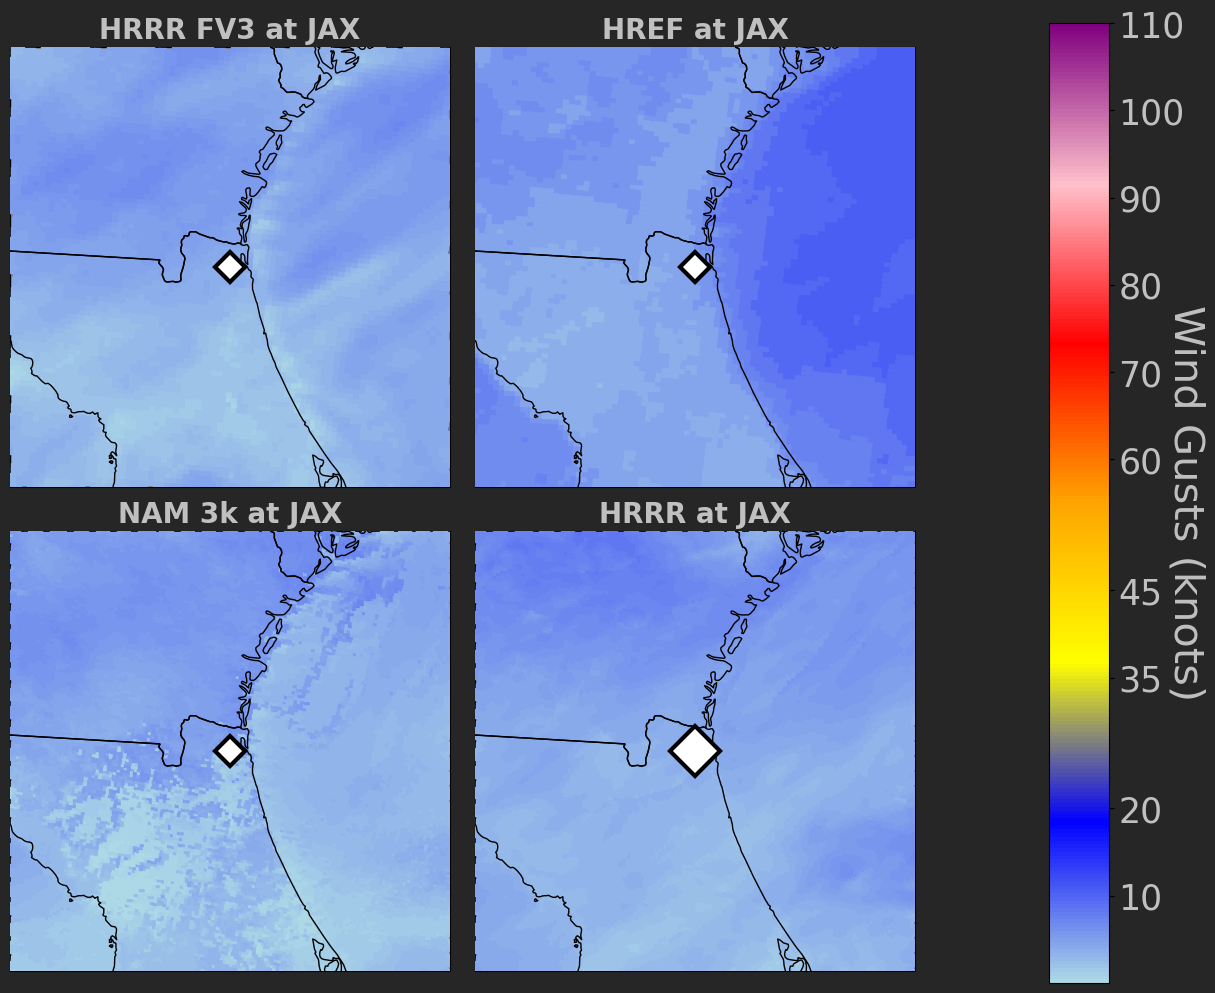 HRRR FV3 at JAX
HREF at JAX
NAM 3k at JAX
HRRR at JAX
110
100
90
80
70
60
45
35
20
10
Wind Gusts (knots)